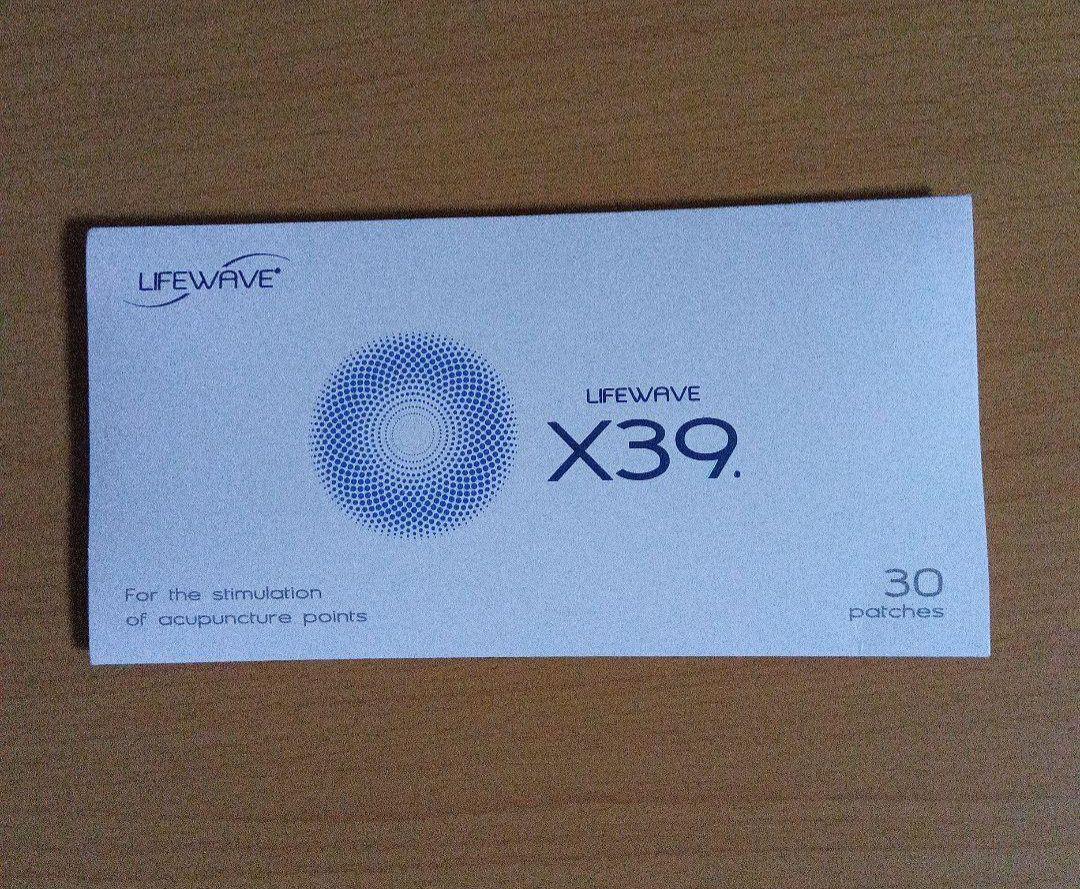 LIFEWAVE
LIFEWAVE
X39.
For the stimulation
of acupuncture points
30
patches